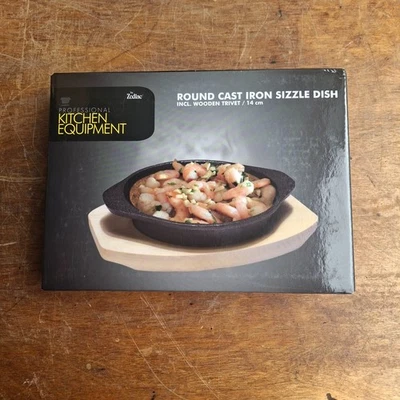 Zodiac
PROFESSIONAL
KITCHEN
EQUIPMENT
ROUND CAST IRON SIZZLE DISH
INCL. WOODEN TRIVET / 14 cm